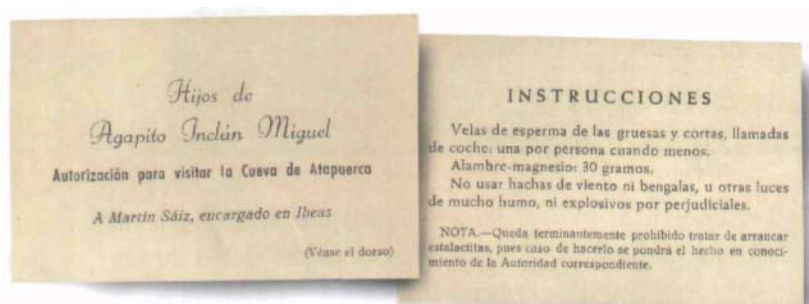 Hijos de
Agapito Inclán Miguel
Autorización para visitar la Cueva de Atapuerca
A Martín Sáiz, encargado en Ibeas
(Véase el dorso)
INSTRUCCIONES
Velas de esperma de las gruesas y cortas, llamadas
de coche; una por persona cuando menos.
Alambre-magnesio: 30 gramos.
No usar hachas de viento ni bengalas, u otras luces
de mucho humo, ni explosivos por perjudiciales.
NOTA.—Queda terminantemente prohibido tratar de arrancar
estalactitas, pues caso de hacerlo se pondrá el hecho en conoci-
miento de la Autoridad correspondiente.